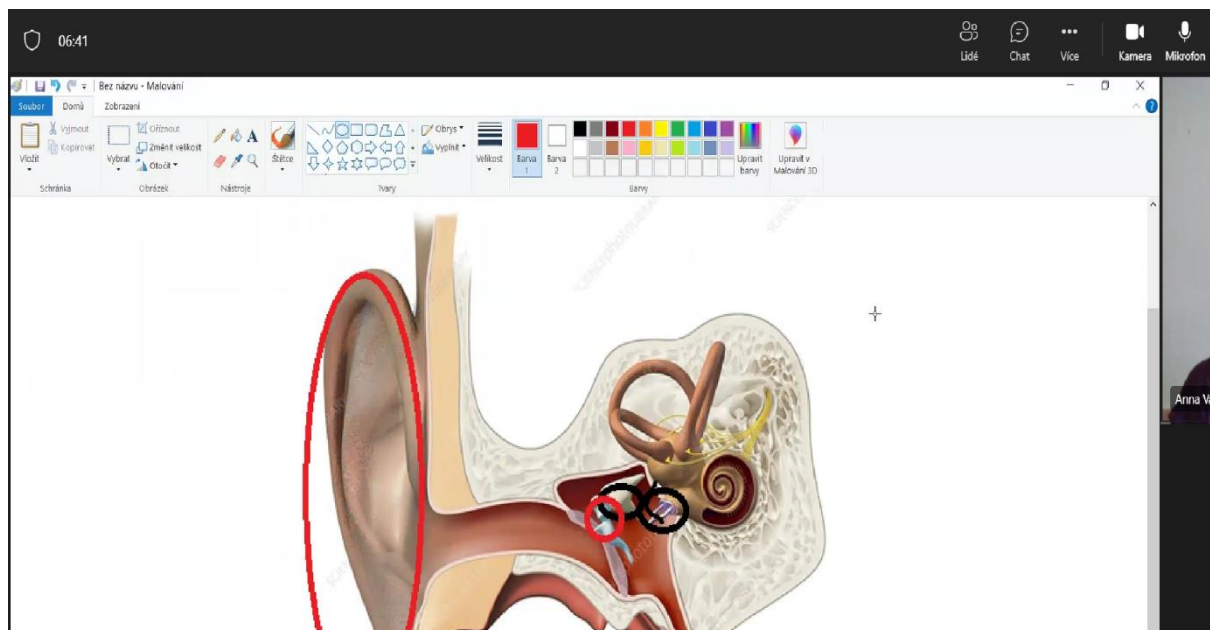 06:41
Lidé
Chat
Více
Kamera
Mikrofon
Bez názvu - Malování
Soubor
Domů
Zobrazení
Vložit
Vyjmout
Kopírovat
Schránka
Vybrat
Oříznout
Změnit velikost
Otočit
Obrázek
A
Nástroje
Štětce
Obrys
Vyplnit
Tvary
Velikost
Barva
1
Barva
2
Upravit
barvy
Barvy
Upravit v
Malování 3D
Anna